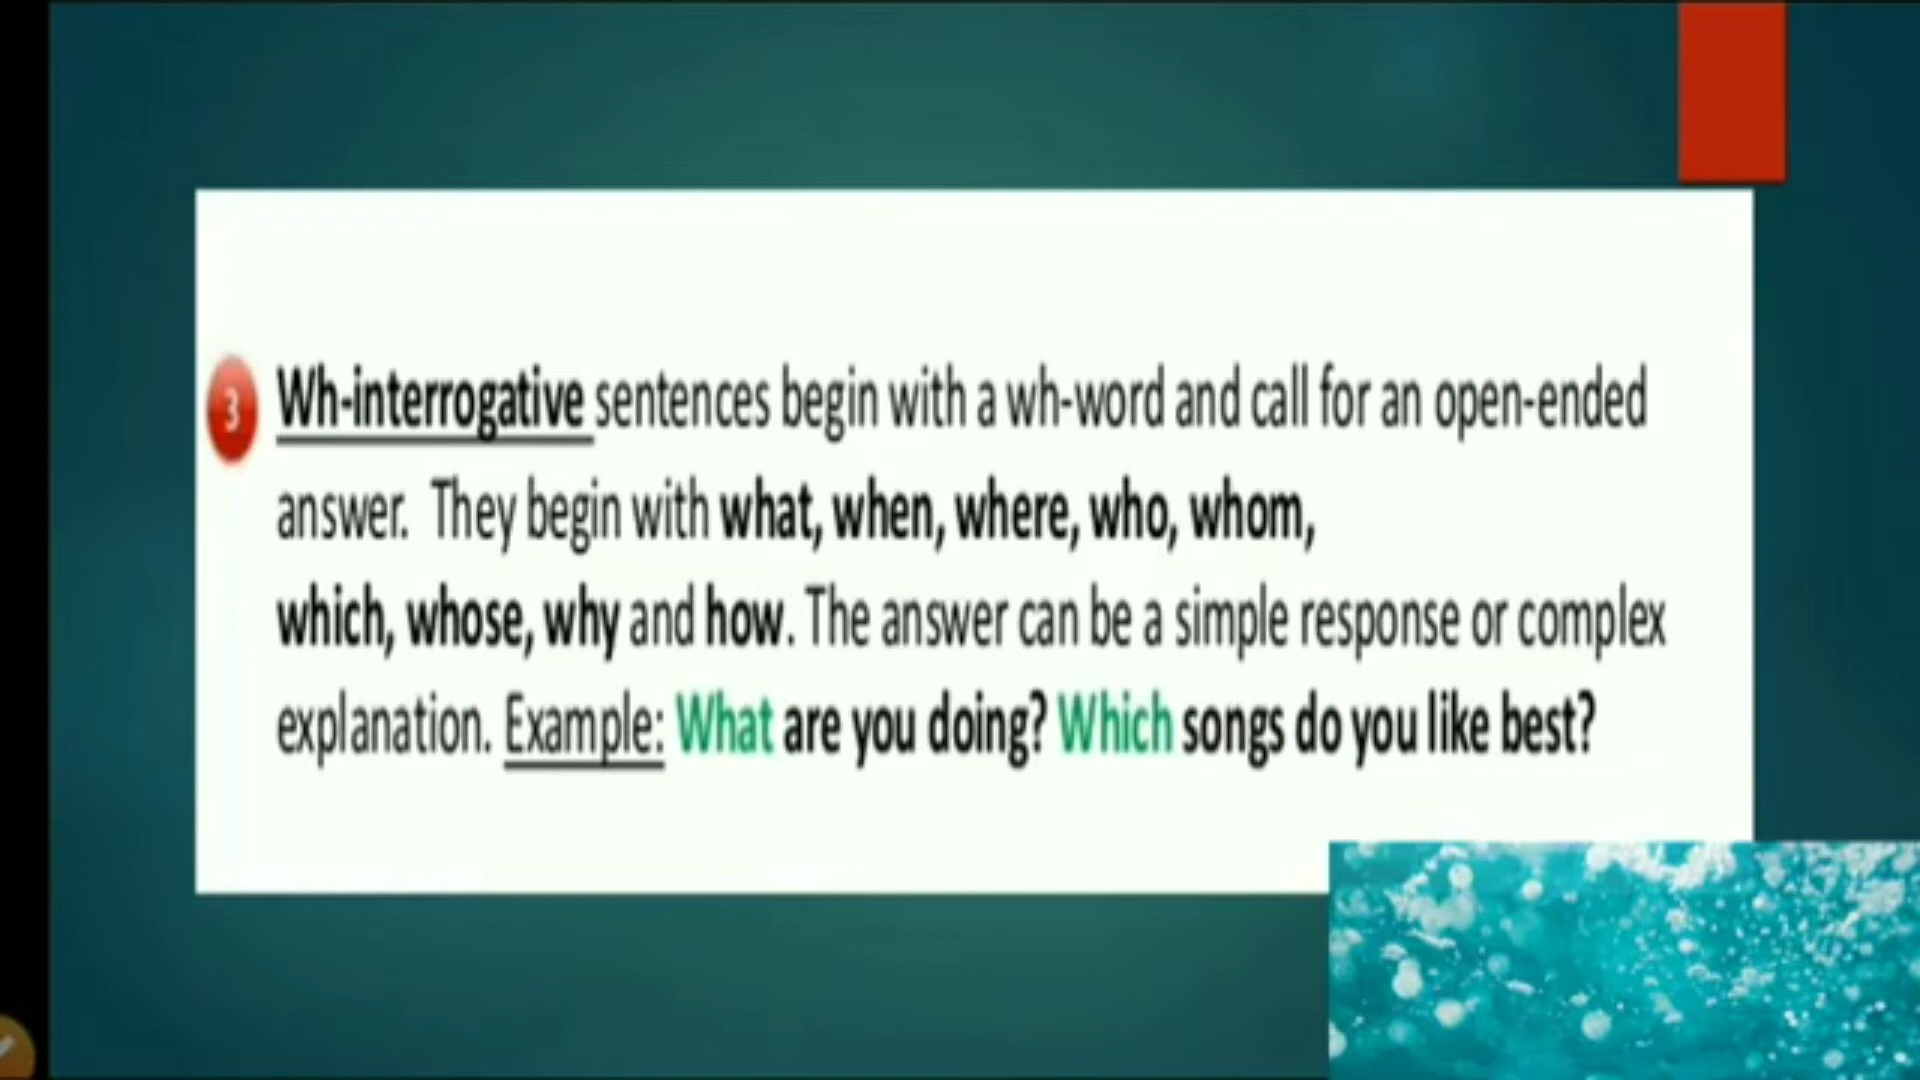 3 Wh-interrogative sentences begin with a wh-word and call for an open-ended
answer. They begin with what, when, where, who, whom,
which, whose, why and how. The answer can be a simple response or complex
explanation. Example: What are you doing? Which songs do you like best?